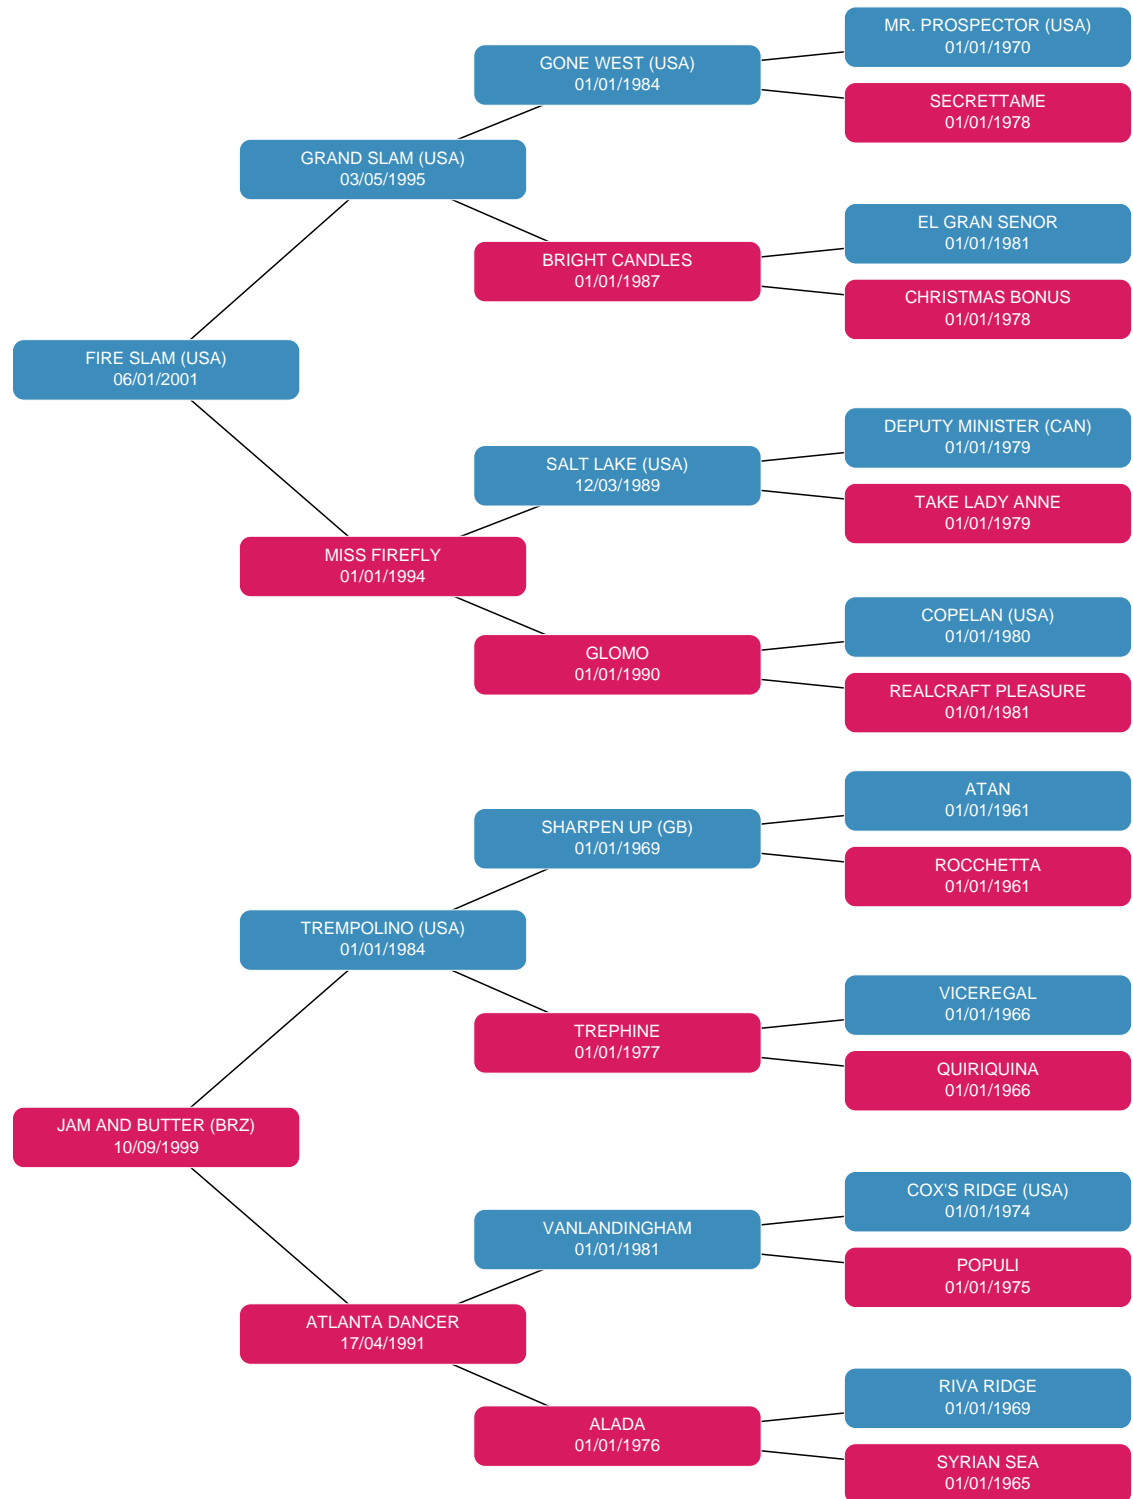 MR. PROSPECTOR (USA)
01/01/1970
GONE WEST (USA)
01/01/1984
SECRETTAME
01/01/1978
GRAND SLAM (USA)
03/05/1995
EL GRAN SENOR
01/01/1981
BRIGHT CANDLES
01/01/1987
CHRISTMAS BONUS
01/01/1978
FIRE SLAM (USA)
06/01/2001
DEPUTY MINISTER (CAN)
01/01/1979
SALT LAKE (USA)
12/03/1989
TAKE LADY ANNE
01/01/1979
MISS FIREFLY
01/01/1994
COPELAN (USA)
01/01/1980
GLOMO
01/01/1990
REALCRAFT PLEASURE
01/01/1981
ATAN
01/01/1961
SHARPEN UP (GB)
01/01/1969
ROCCHETTA
01/01/1961
TREMPOLINO (USA)
01/01/1984
VICEREGAL
01/01/1966
TREPHINE
01/01/1977
QUIRIQUINA
01/01/1966
JAM AND BUTTER (BRZ)
10/09/1999
COX'S RIDGE (USA)
01/01/1974
VANLANDINGHAM
01/01/1981
POPULI
01/01/1975
ATLANTA DANCER
17/04/1991
RIVA RIDGE
01/01/1969
ALADA
01/01/1976
SYRIAN SEA
01/01/1965